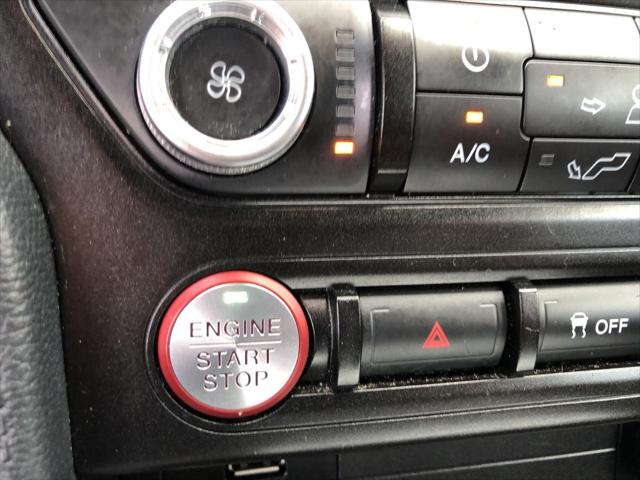 A/C
ENGINE
START
STOP
OFF